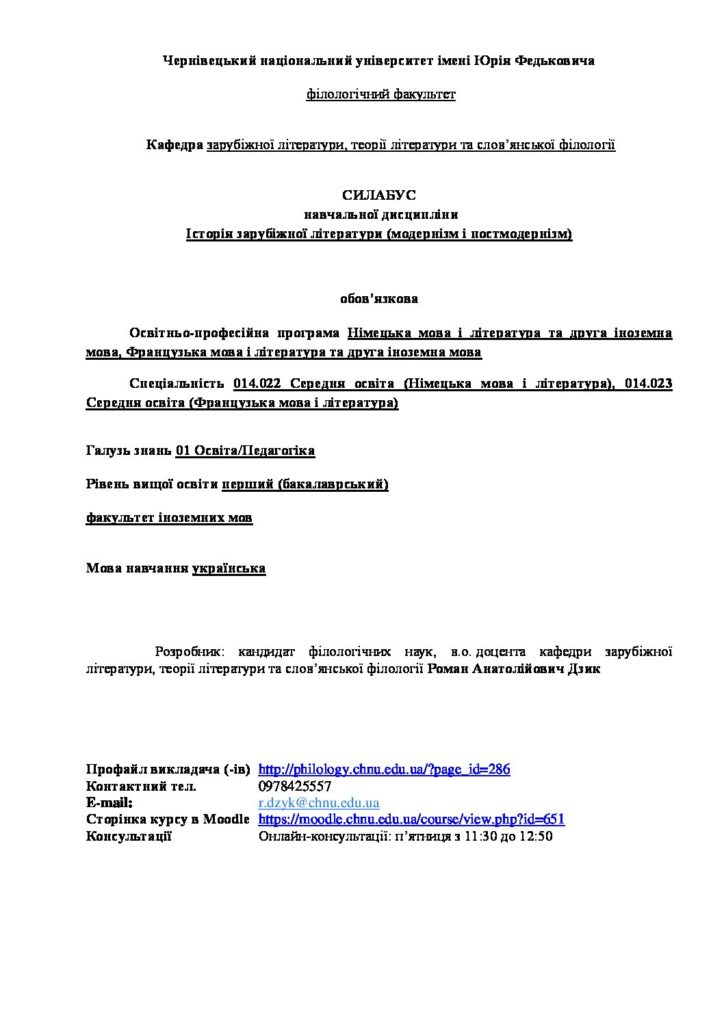 Чернівецький національний університет імені Юрія Федьковича
філологічний факультет
Кафедра зарубіжної літератури, теорії літератури та слов’янської філології
СИЛАБУС
навчальної дисципліни
Історія зарубіжної літератури (модернізм і постмодернізм)
обов’язкова
Освітньо-професійна програма Німецька мова і література та друга іноземна
мова, Французька мова і література та друга іноземна мова
Спеціальність 014.022 Середня освіта (Німецька мова і література), 014.023
Середня освіта (Французька мова і література)
Галузь знань 01 Освіта/Педагогіка
Рівень вищої освіти перший (бакалаврський)
факультет іноземних мов
Мова навчання українська
Розробник: кандидат філологічних наук, в.о. доцента кафедри зарубіжної
літератури, теорії літератури та слов’янської філології Роман Анатолійович Дзик
Профайл викладача (-ів) http://philology.chnu.edu.ua/?page_id=286
Контактний тел. 0978425557
E-mail: r.dzyk@chnu.edu.ua
Сторінка курсу в Moodle https://moodle.chnu.edu.ua/course/view.php?id=651
Консультації Онлайн-консультації: п’ятниця з 11:30 до 12:50